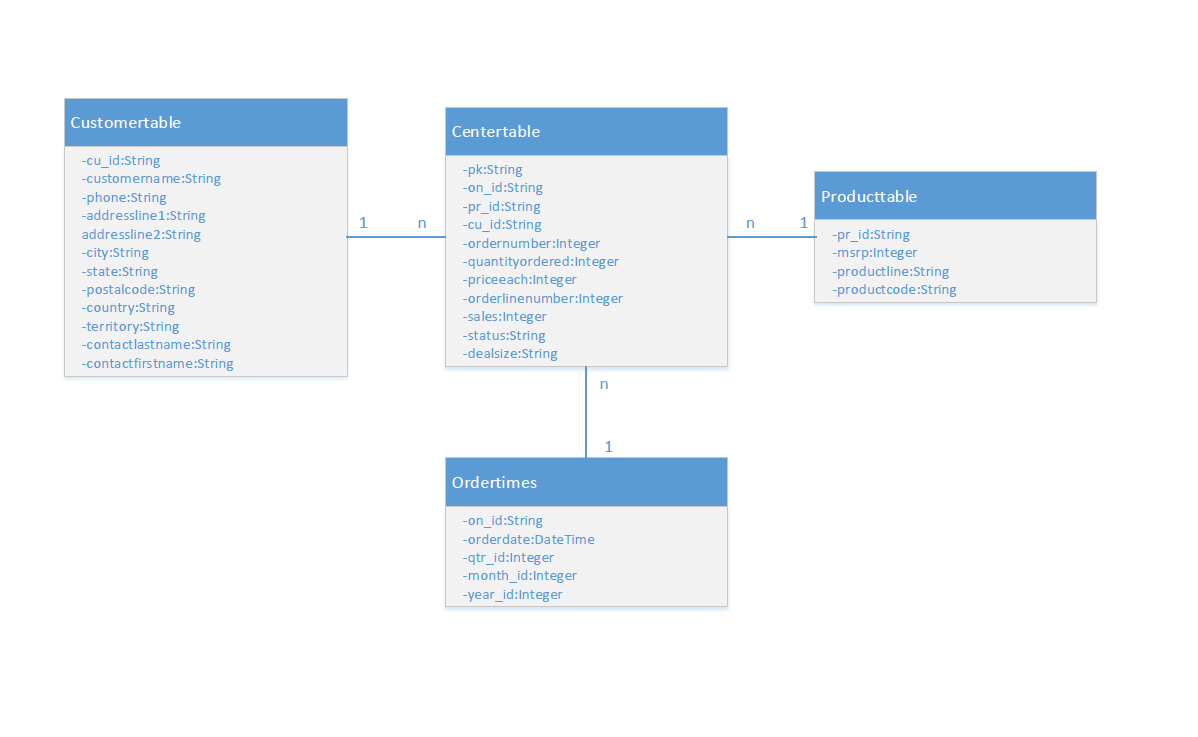 Customertable
-cu_id:String
-customername:String
-phone:String
-addressline1:String
addressline2:String
-city:String
-state:String
-postalcode:String
-country:String
-territory:String
-contactlastname:String
-contactfirstname:String
1 n
Centertable
-pk:String
-on_id:String
-pr_id:String
-cu_id:String
-ordernumber:Integer
-quantityordered:Integer
-priceeach:Integer
-orderlinenumber:Integer
-sales:Integer
-status:String
-dealsize:String
n 1
Producttable
-pr_id:String
-msrp:Integer
-productline:String
-productcode:String
n
1
Ordertimes
-on_id:String
-orderdate:DateTime
-qtr_id:Integer
-month_id:Integer
-year_id:Integer